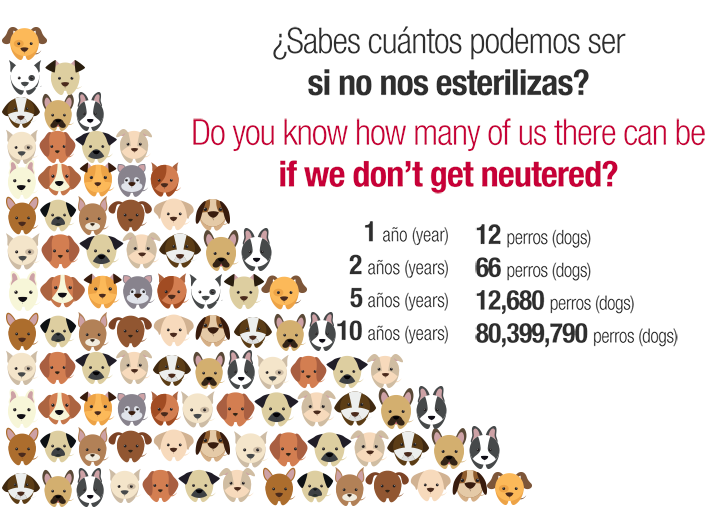 ¿Sabes cuántos podemos ser
si no nos esterilizas?
Do you know how many of us there can be
if we don't get neutered?
1 año (year) 12 perros (dogs)
2 años (years) 66 perros (dogs)
5 años (years) 12,680 perros (dogs)
10 años (years) 80,399,790 perros (dogs)